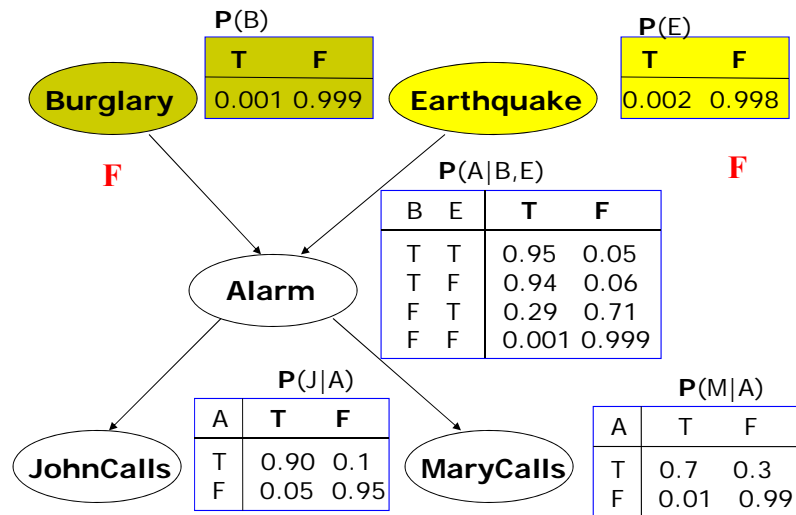 P(B)
T F
0.001 0.999
Burglary
P(E)
T F
0.002 0.998
Earthquake
F
F
P(A|B,E)
B E T F
T T 0.95 0.05
T F 0.94 0.06
F T 0.29 0.71
F F 0.001 0.999
Alarm
P(J|A)
A T F
T 0.90 0.1
F 0.05 0.95
JohnCalls
MaryCalls
P(M|A)
A T F
T 0.7 0.3
F 0.01 0.99